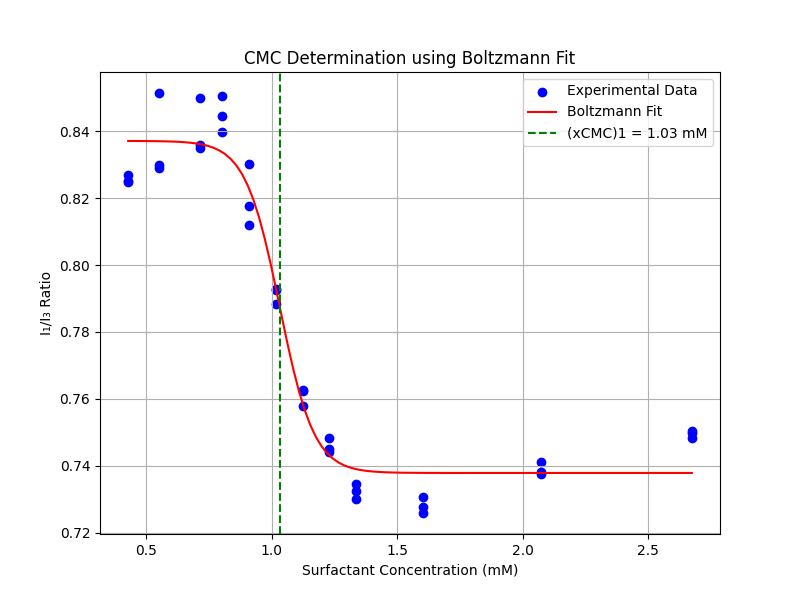 CMC Determination using Boltzmann Fit
Experimental Data
Boltzmann Fit
(xCMC)1 = 1.03 mM
I₁/I₃ Ratio
0.84
0.82
0.80
0.78
0.76
0.74
0.72
0.5 1.0 1.5 2.0 2.5
Surfactant Concentration (mM)